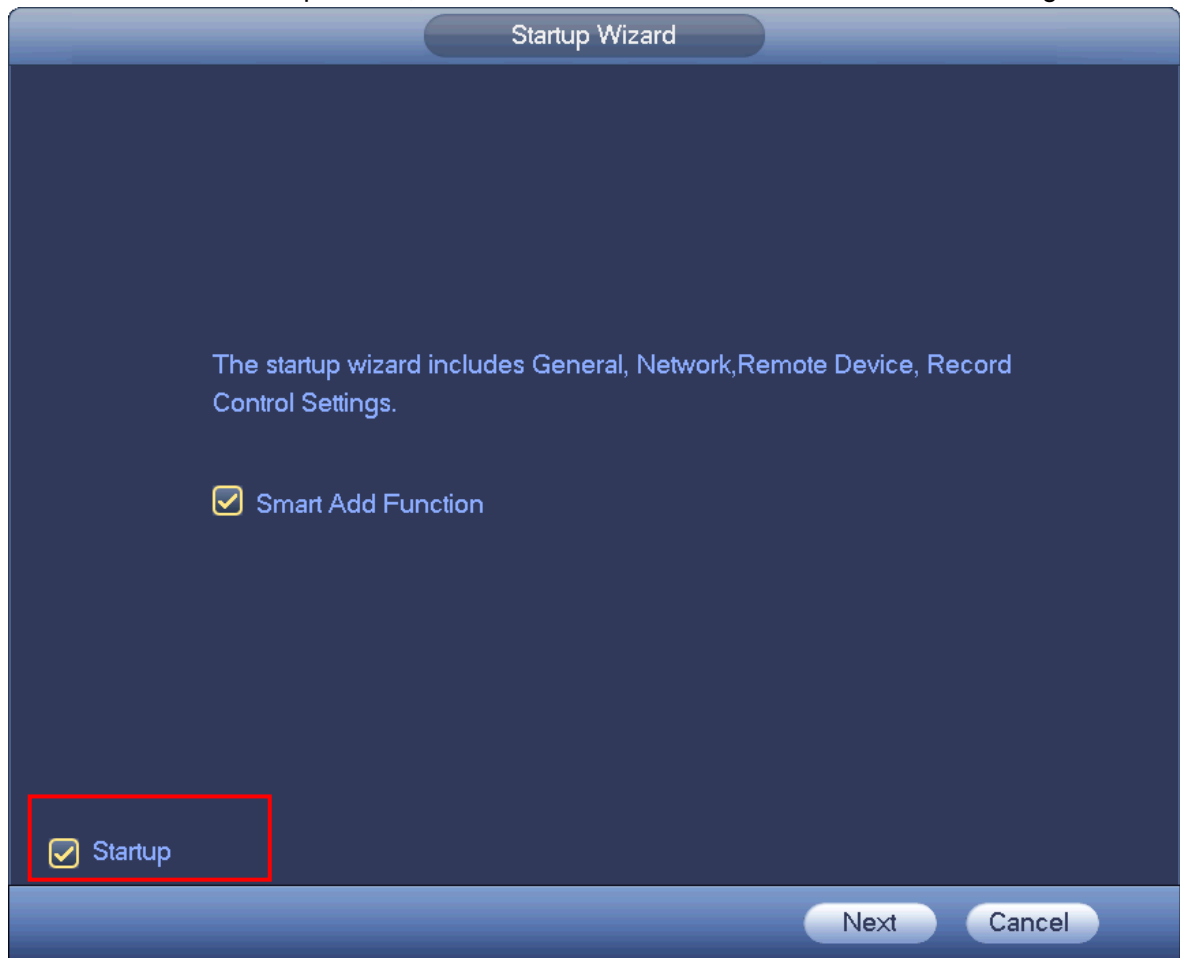 Startup Wizard
The startup wizard includes General, Network,Remote Device, Record
Control Settings.
Smart Add Function
Startup
Next
Cancel